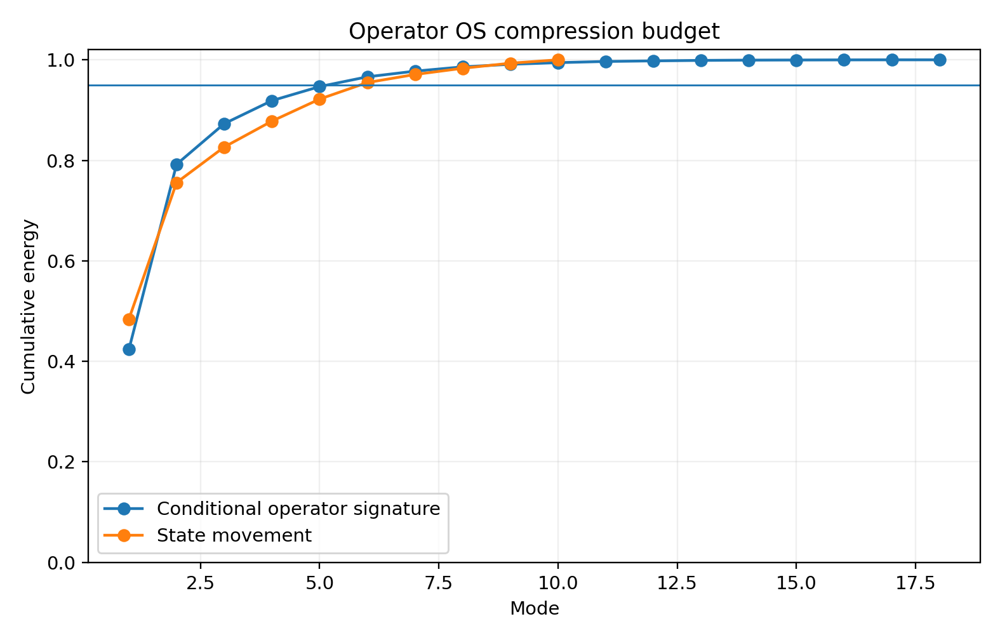 Operator OS compression budget
Cumulative energy
1.0
0.8
0.6
0.4
0.2
0.0
Conditional operator signature
State movement
2.5 5.0 7.5 10.0 12.5 15.0 17.5
Mode